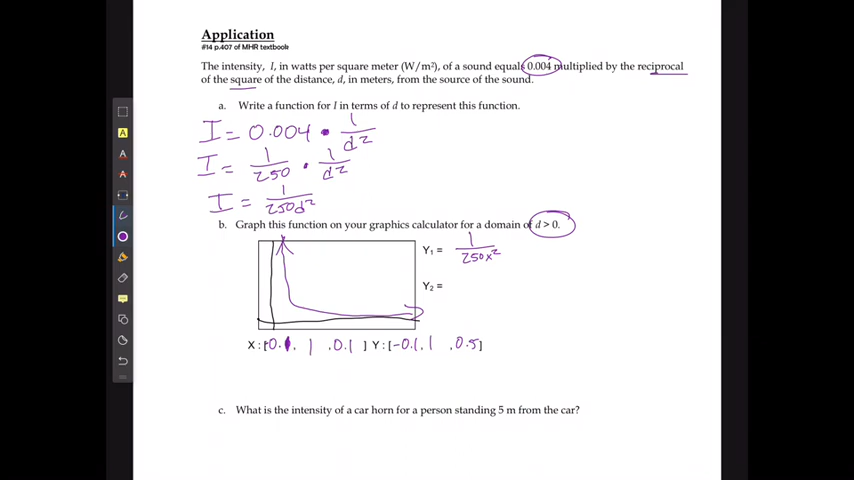 Application
#14 p.407 of MHR textbook
The intensity, I, in watts per square meter (W/m²), of a sound equals 0.004 multiplied by the reciprocal
of the square of the distance, d, in meters, from the source of the sound.
a. Write a function for I in terms of d to represent this function.
I = 0.004 • 1/d²
I = 1/250 • 1/d²
I = 1/250d²
b. Graph this function on your graphics calculator for a domain of d > 0.
Y₁ = 1/250x²
Y₂ =
X : [-0.1, 1 , 0.1 ] Y : [-0.1, 1 , 0.5]
c. What is the intensity of a car horn for a person standing 5 m from the car?